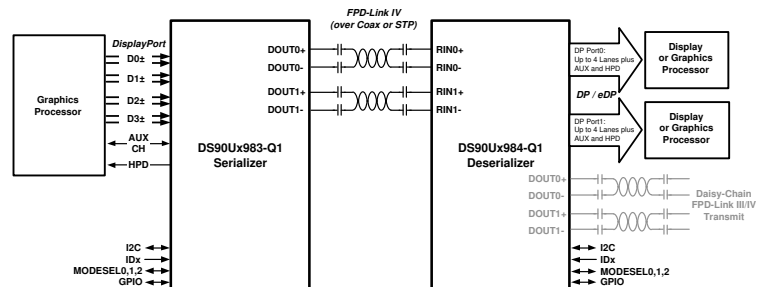 FPD-Link IV
(over Coax or STP)
DisplayPort
D0±
D1±
D2±
D3±
AUX
CH
HPD
Graphics
Processor
DOUT0+
DOUT0-
DOUT1+
DOUT1-
DS90Ux983-Q1
Serializer
I2C
IDx
MODESEL0,1,2
GPIO
RIN0+
RIN0-
RIN1+
RIN1-
DS90Ux984-Q1
Deserializer
DP Port0:
Up to 4 Lanes plus
AUX and HPD
DP / eDP
DP Port1:
Up to 4 Lanes plus
AUX and HPD
Display
or Graphics
Processor
Display
or Graphics
Processor
DOUT0+
DOUT0-
DOUT1+
DOUT1-
Daisy-Chain
FPD-Link III/IV
Transmit
I2C
IDx
MODESEL0,1,2
GPIO